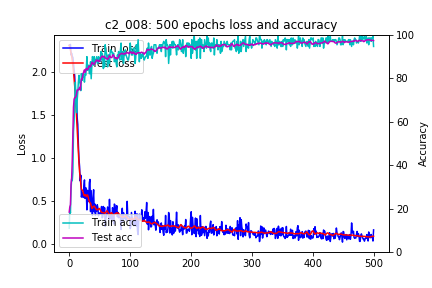 c2_008: 500 epochs loss and accuracy
Train loss
Test loss
Train acc
Test acc
Loss
Accuracy
0.0
0.5
1.0
1.5
2.0
0
20
40
60
80
100
0 100 200 300 400 500